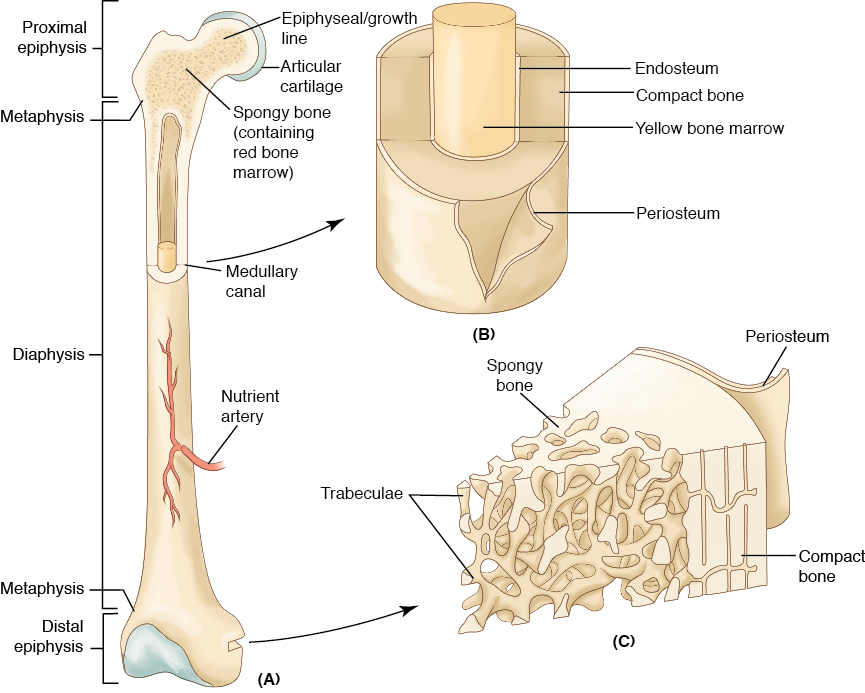 Proximal
epiphysis
Epiphyseal/growth
line
Articular
cartilage
Metaphysis
Spongy bone
(containing
red bone
marrow)
Medullary
canal
Diaphysis
Nutrient
artery
Metaphysis
Distal
epiphysis
(A)
Endosteum
Compact bone
Yellow bone marrow
Periosteum
(B)
Periosteum
Spongy
bone
Trabeculae
Compact
bone
(C)